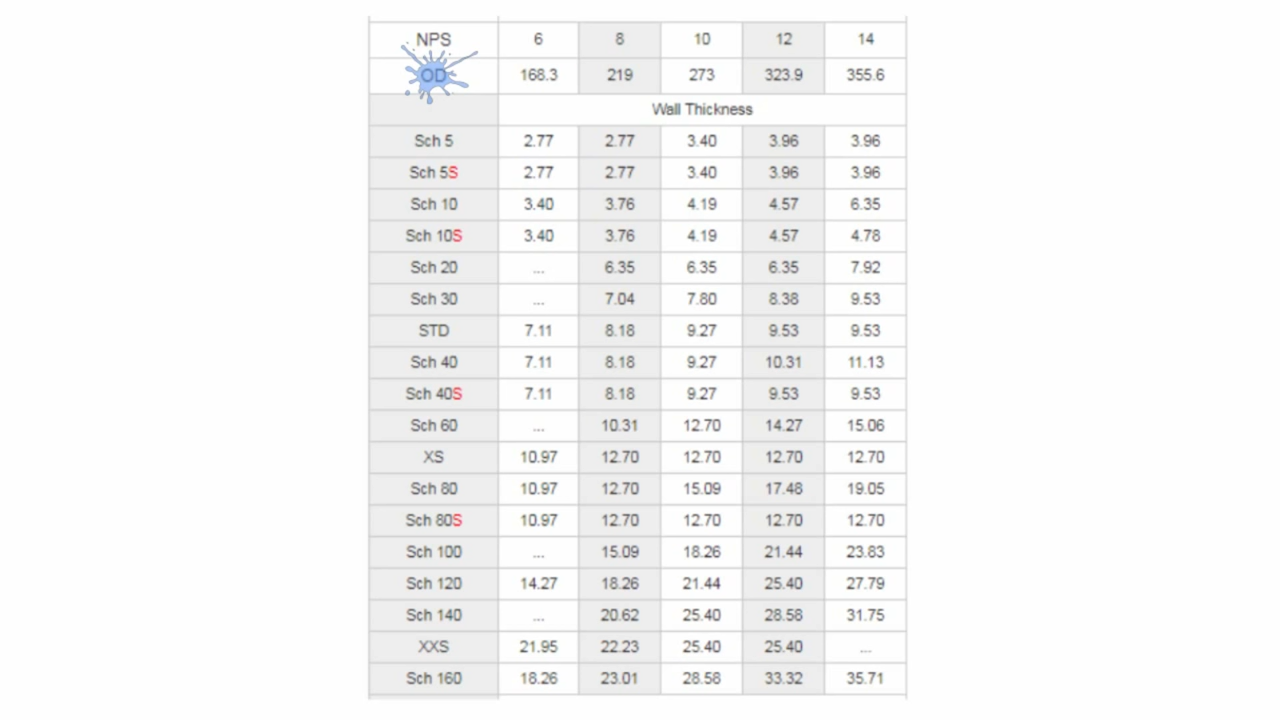 NPS 6 8 10 12 14
OD 168.3 219 273 323.9 355.6
Wall Thickness
Sch 5 2.77 2.77 3.40 3.96 3.96
Sch 5S 2.77 2.77 3.40 3.96 3.96
Sch 10 3.40 3.76 4.19 4.57 6.35
Sch 10S 3.40 3.76 4.19 4.57 4.78
Sch 20 ... 6.35 6.35 6.35 7.92
Sch 30 ... 7.04 7.80 8.38 9.53
STD 7.11 8.18 9.27 9.53 9.53
Sch 40 7.11 8.18 9.27 10.31 11.13
Sch 40S 7.11 8.18 9.27 9.53 9.53
Sch 60 ... 10.31 12.70 14.27 15.06
XS 10.97 12.70 12.70 12.70 12.70
Sch 80 10.97 12.70 15.09 17.48 19.05
Sch 80S 10.97 12.70 12.70 12.70 12.70
Sch 100 ... 15.09 18.26 21.44 23.83
Sch 120 14.27 18.26 21.44 25.40 27.79
Sch 140 ... 20.62 25.40 28.58 31.75
XXS 21.95 22.23 25.40 25.40 ...
Sch 160 18.26 23.01 28.58 33.32 35.71